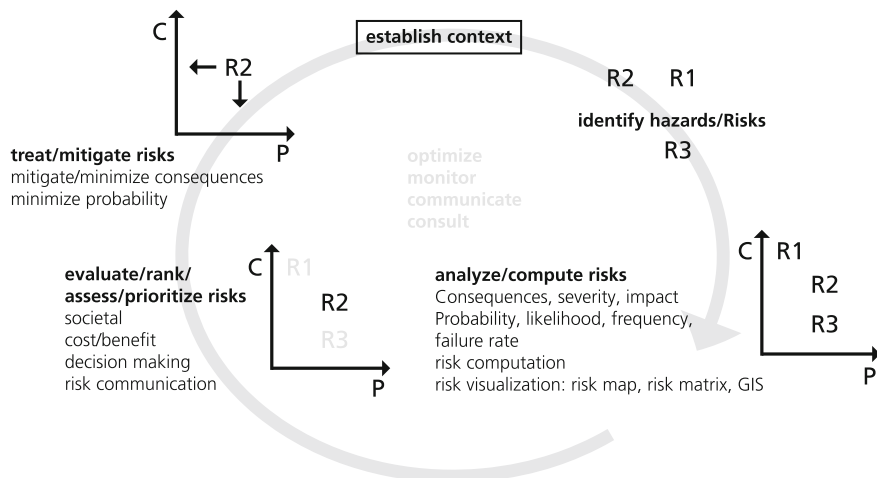 establish context
R2 R1
identify hazards/Risks
R3
C
R2
P
treat/mitigate risks
mitigate/minimize consequences
minimize probability
optimize
monitor
communicate
consult
evaluate/rank/
assess/prioritize risks
societal
cost/benefit
decision making
risk communication
C
R1
R2
R3
P
analyze/compute risks
Consequences, severity, impact
Probability, likelihood, frequency,
failure rate
risk computation
risk visualization: risk map, risk matrix, GIS
C
R1
R2
R3
P